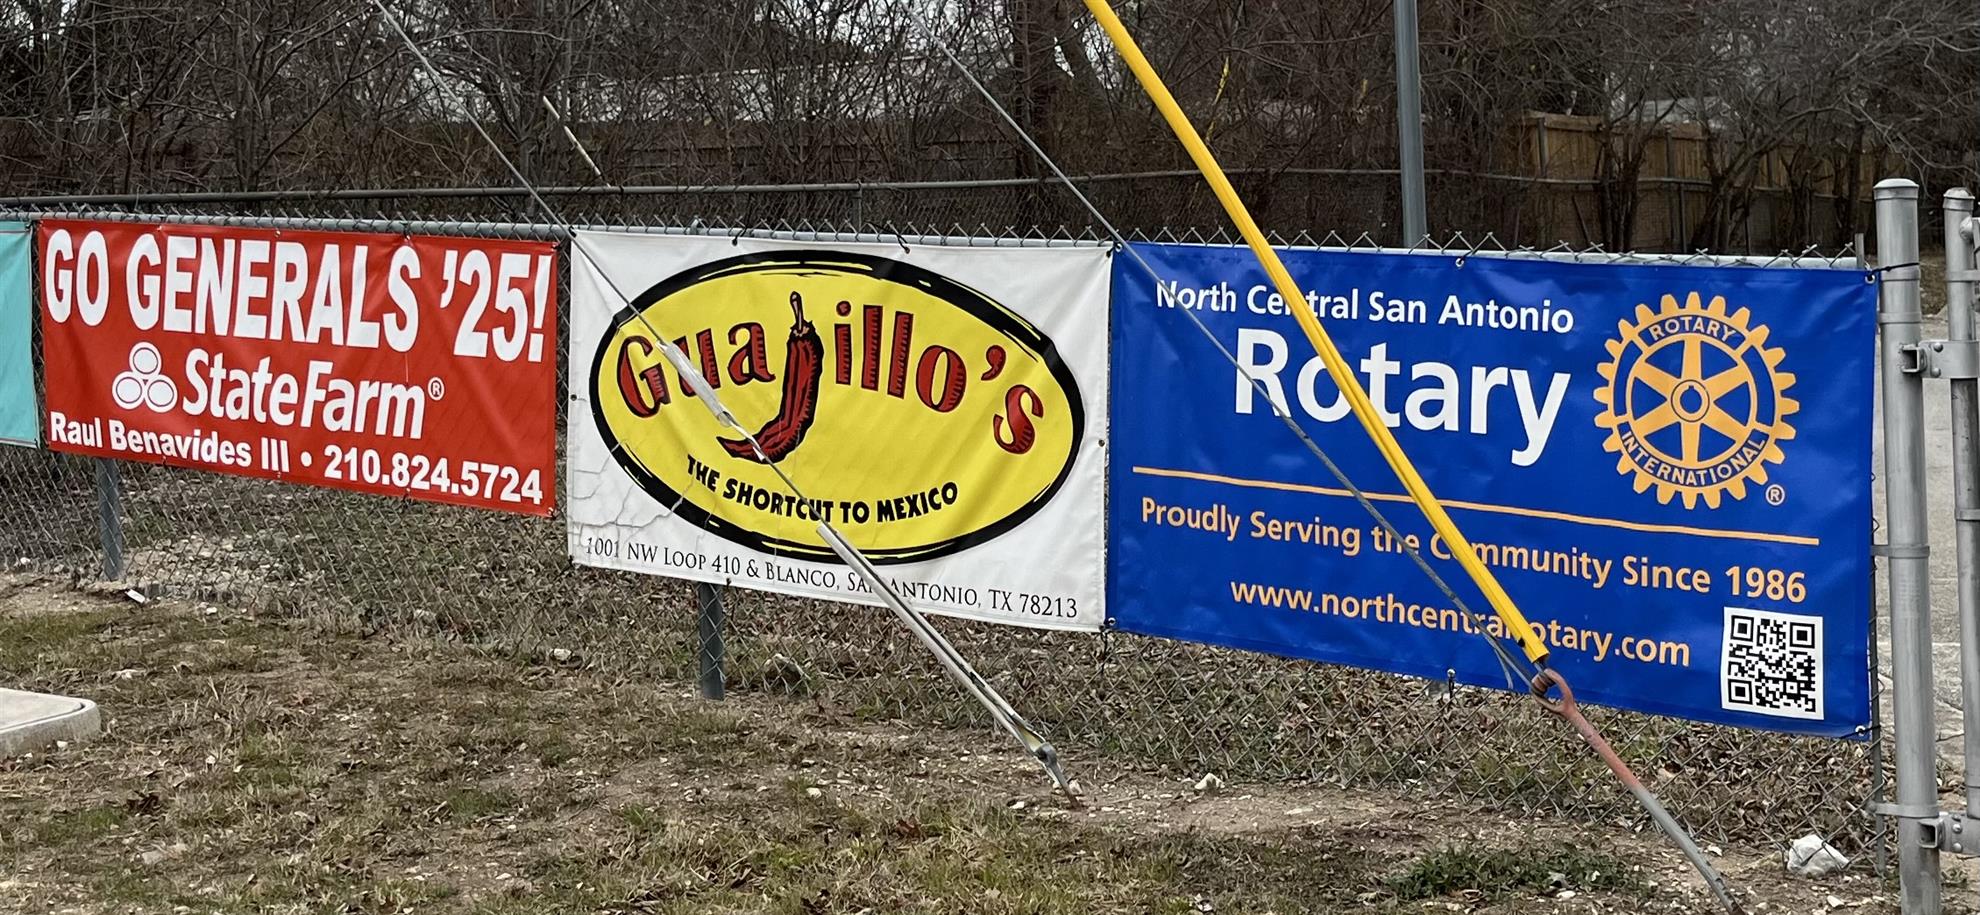 GO GENERALS '25!
StateFarm®
Raul Benavides III • 210.824.5724
Guajillo's
THE SHORTCUT TO MEXICO
1001 NW LOOP 410 & BLANCO, SAN ANTONIO, TX 78213
North Central San Antonio
Rotary
ROTARY
INTERNATIONAL
®
Proudly Serving the Community Since 1986
www.northcentralrotary.com